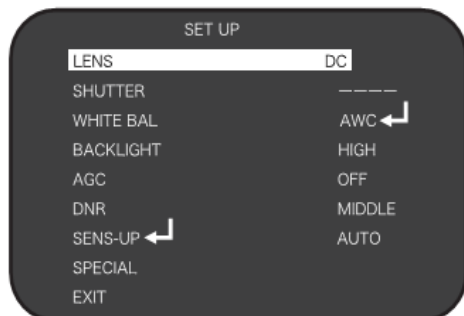 SET UP
LENS DC
SHUTTER ----
WHITE BAL AWC↵
BACKLIGHT HIGH
AGC OFF
DNR MIDDLE
SENS-UP↵ AUTO
SPECIAL
EXIT